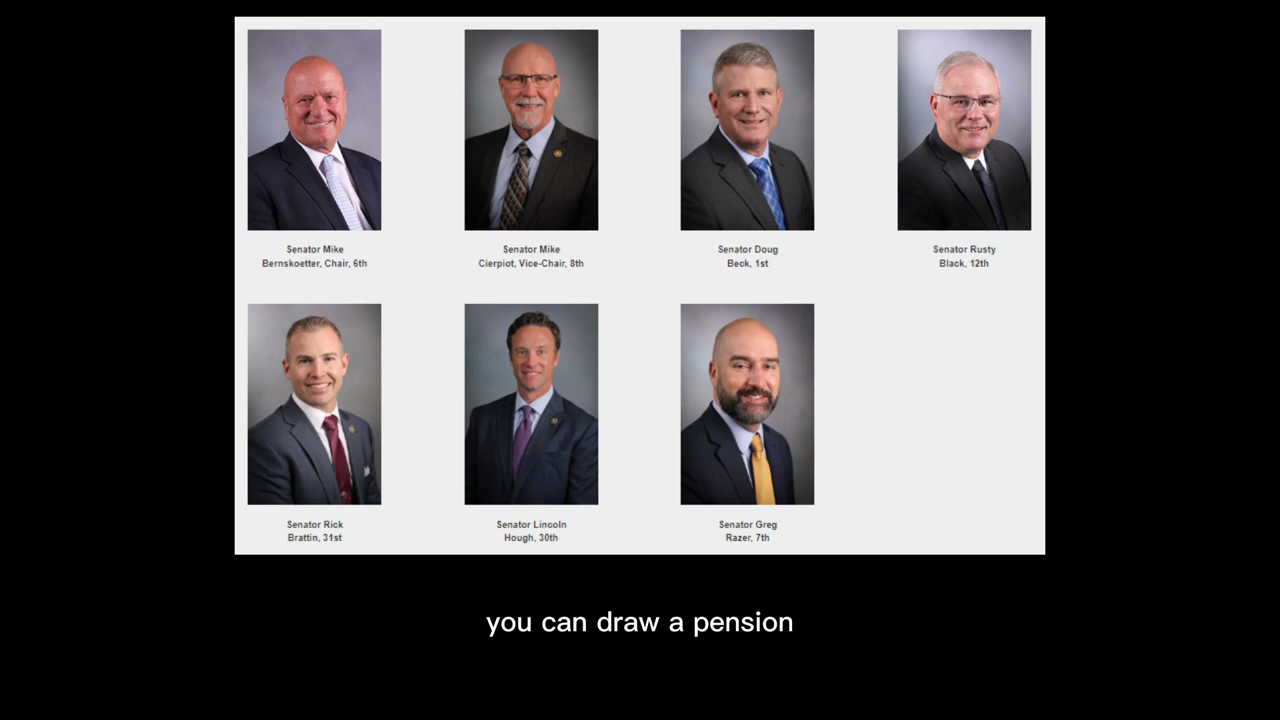 Senator Mike
Bernskoetter, Chair, 6th
Senator Mike
Cierpiot, Vice-Chair, 8th
Senator Doug
Beck, 1st
Senator Rusty
Black, 12th
Senator Rick
Brattin, 31st
Senator Lincoln
Hough, 30th
Senator Greg
Razer, 7th
you can draw a pension